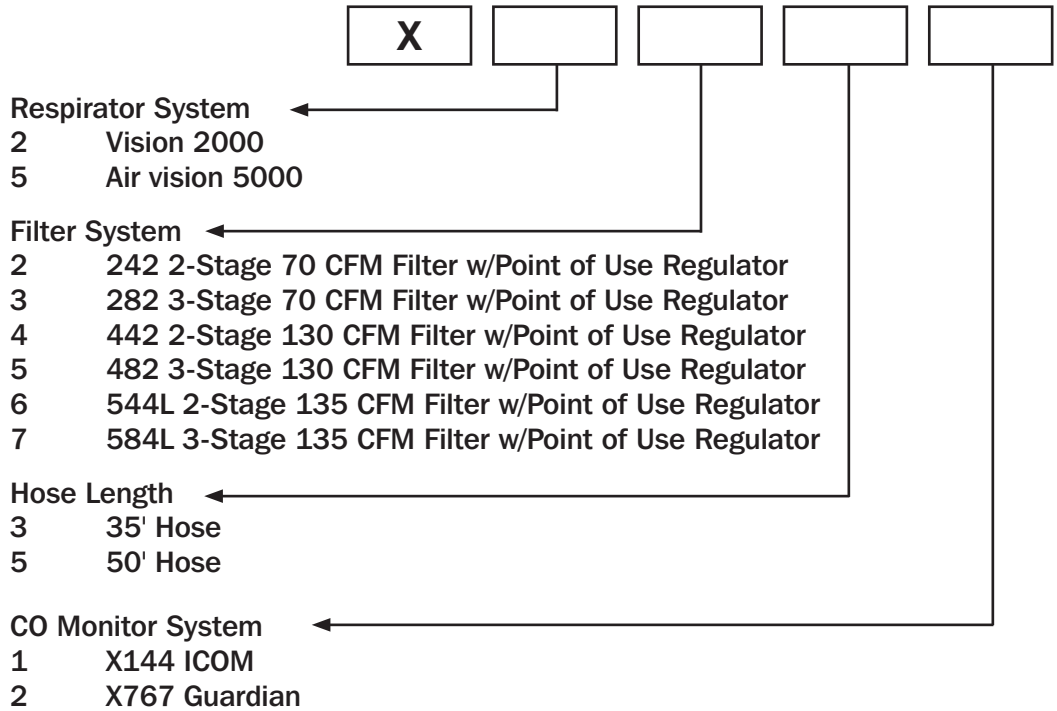 X
Respirator System
2 Vision 2000
5 Air vision 5000
Filter System
2 242 2-Stage 70 CFM Filter w/Point of Use Regulator
3 282 3-Stage 70 CFM Filter w/Point of Use Regulator
4 442 2-Stage 130 CFM Filter w/Point of Use Regulator
5 482 3-Stage 130 CFM Filter w/Point of Use Regulator
6 544L 2-Stage 135 CFM Filter w/Point of Use Regulator
7 584L 3-Stage 135 CFM Filter w/Point of Use Regulator
Hose Length
3 35' Hose
5 50' Hose
CO Monitor System
1 X144 ICOM
2 X767 Guardian